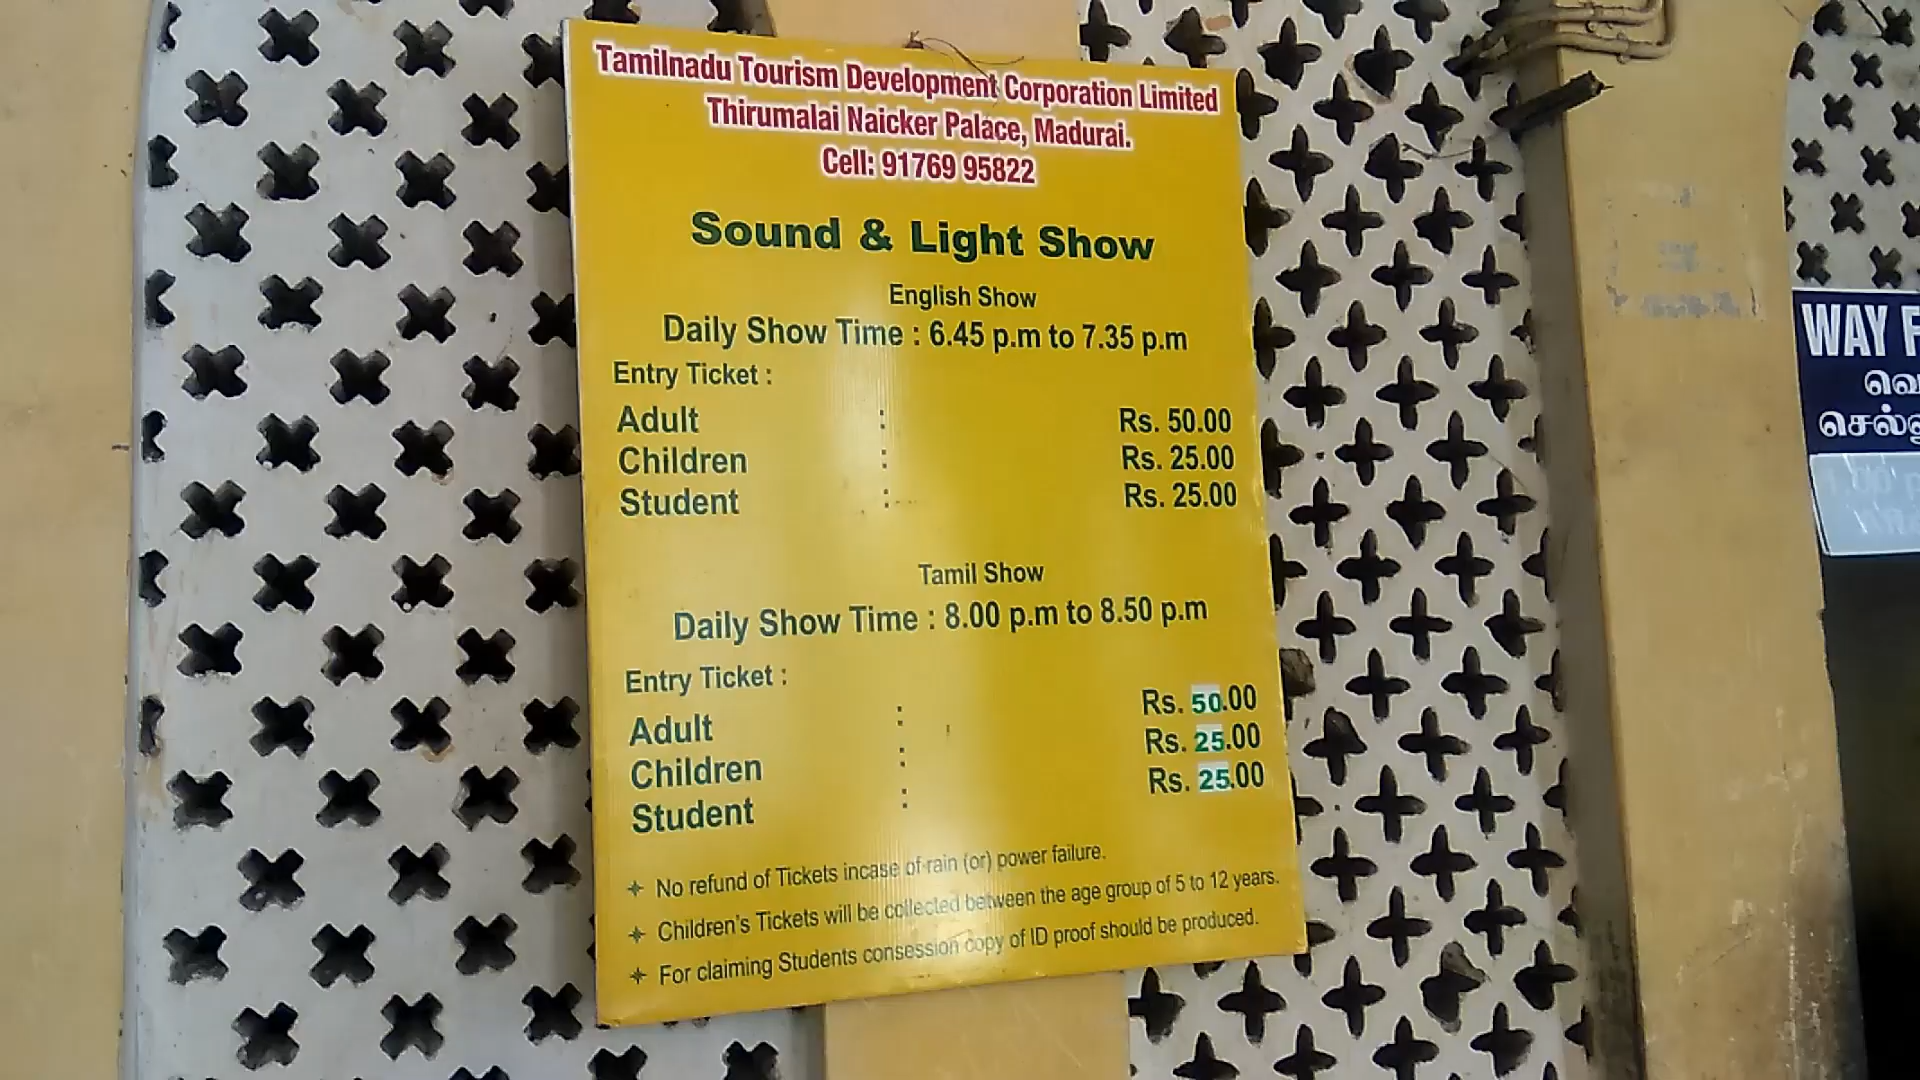 Tamilnadu Tourism Development Corporation Limited
Thirumalai Naicker Palace, Madurai.
Cell: 91769 95822
Sound & Light Show
English Show
Daily Show Time : 6.45 p.m to 7.35 p.m
Entry Ticket :
Adult : Rs. 50.00
Children : Rs. 25.00
Student : Rs. 25.00
Tamil Show
Daily Show Time : 8.00 p.m to 8.50 p.m
Entry Ticket :
Adult : Rs. 50.00
Children : Rs. 25.00
Student : Rs. 25.00
No refund of Tickets incase of rain (or) power failure.
Children's Tickets will be collected between the age group of 5 to 12 years.
For claiming Students consession copy of ID proof should be produced.
WAY